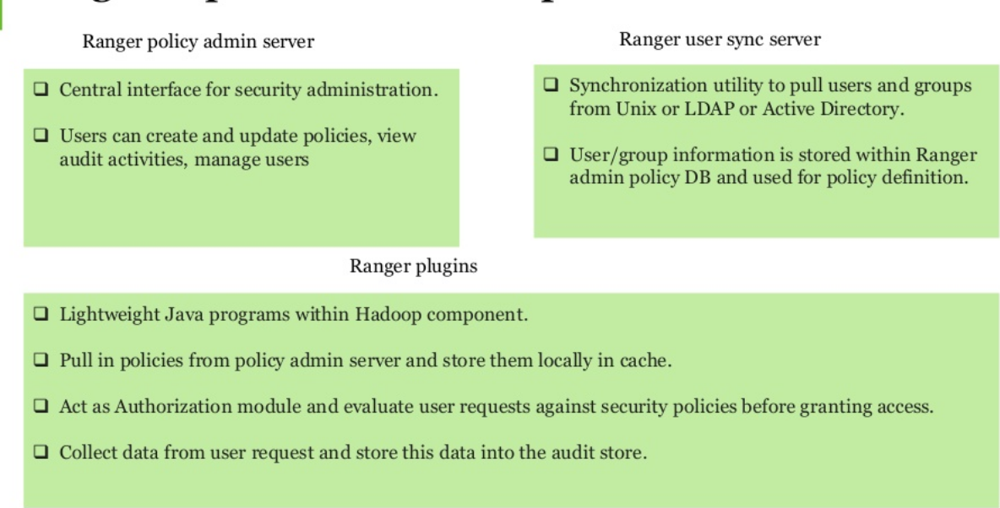 Ranger policy admin server
❑ Central interface for security administration.
❑ Users can create and update policies, view
audit activities, manage users
Ranger user sync server
❑ Synchronization utility to pull users and groups
from Unix or LDAP or Active Directory.
❑ User/group information is stored within Ranger
admin policy DB and used for policy definition.
Ranger plugins
❑ Lightweight Java programs within Hadoop component.
❑ Pull in policies from policy admin server and store them locally in cache.
❑ Act as Authorization module and evaluate user requests against security policies before granting access.
❑ Collect data from user request and store this data into the audit store.